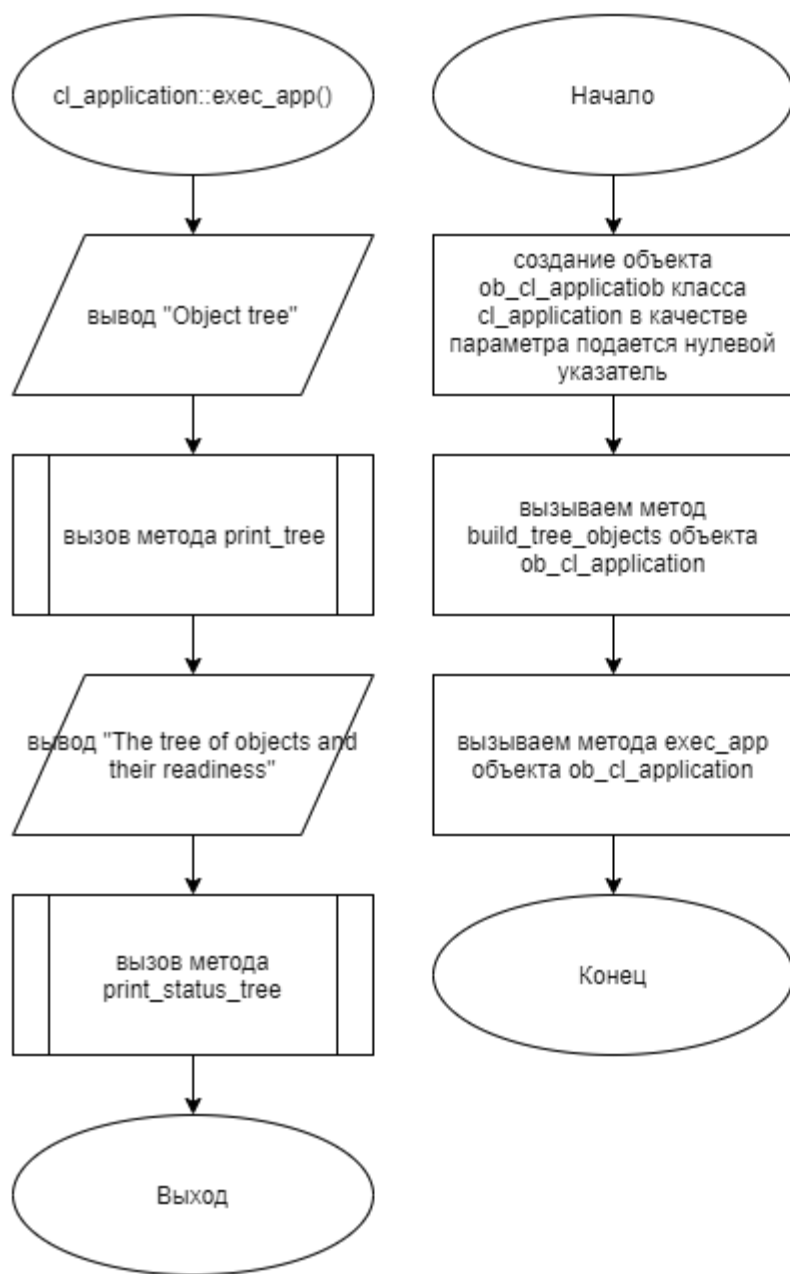 cl_application::exec_app()
вывод "Object tree"
вызов метода print_tree
вывод "The tree of objects and
their readiness"
вызов метода
print_status_tree
Выход
Начало
создание объекта
ob_cl_applicatiob класса
cl_application в качестве
параметра подается нулевой
указатель
вызываем метод
build_tree_objects объекта
ob_cl_application
вызываем метода exec_app
объекта ob_cl_application
Конец